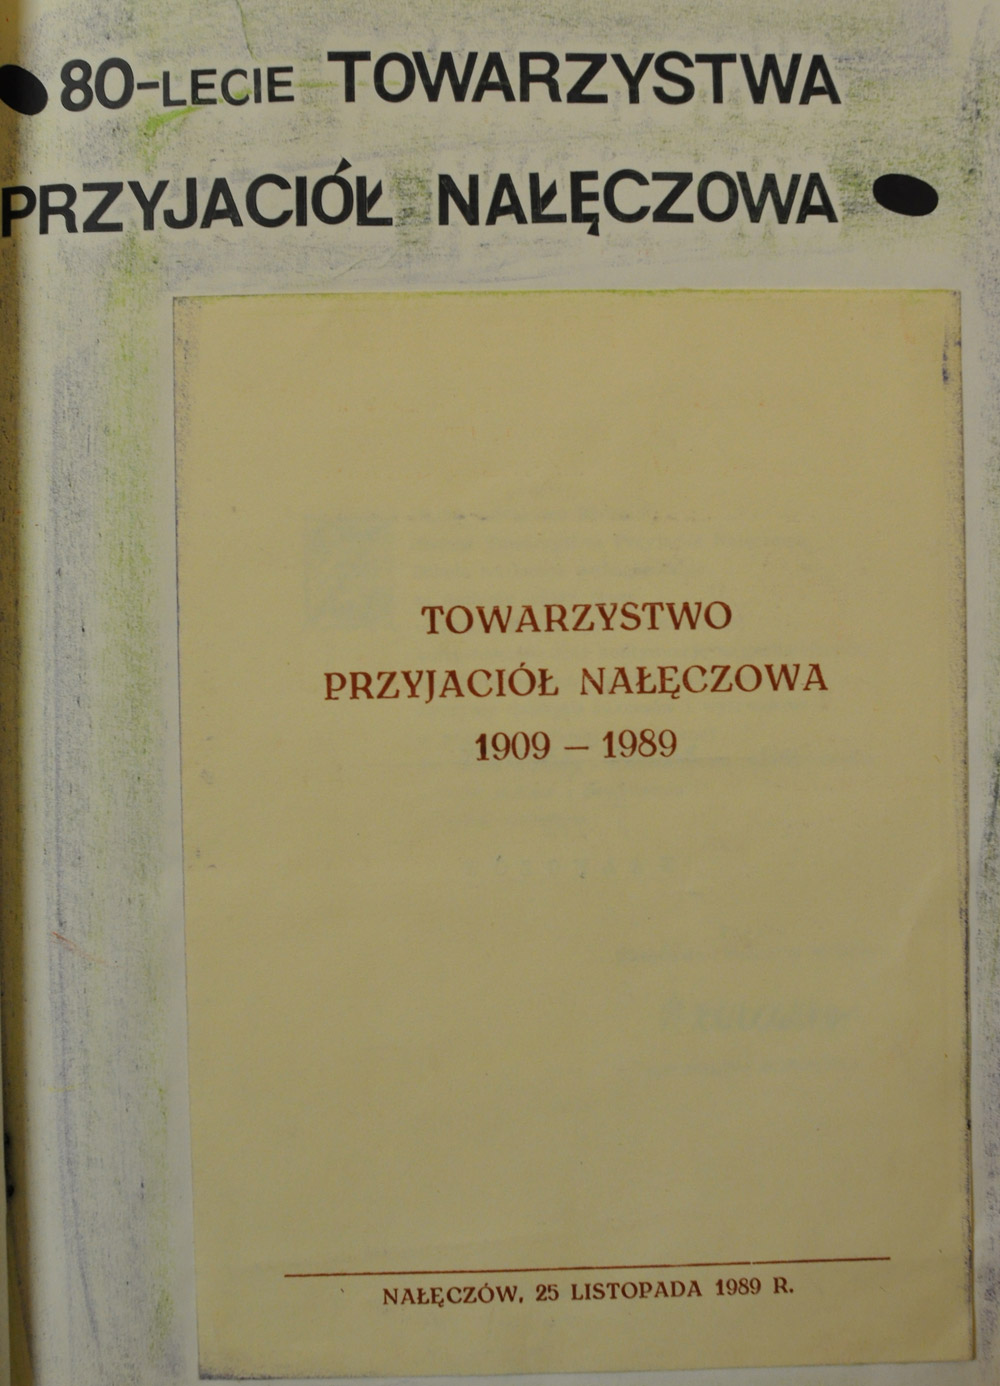 80-LECIE TOWARZYSTWA
PRZYJACIÓŁ NAŁĘCZOWA
TOWARZYSTWO
PRZYJACIÓŁ NAŁĘCZOWA
1909 — 1989
NAŁĘCZÓW, 25 LISTOPADA 1989 R.